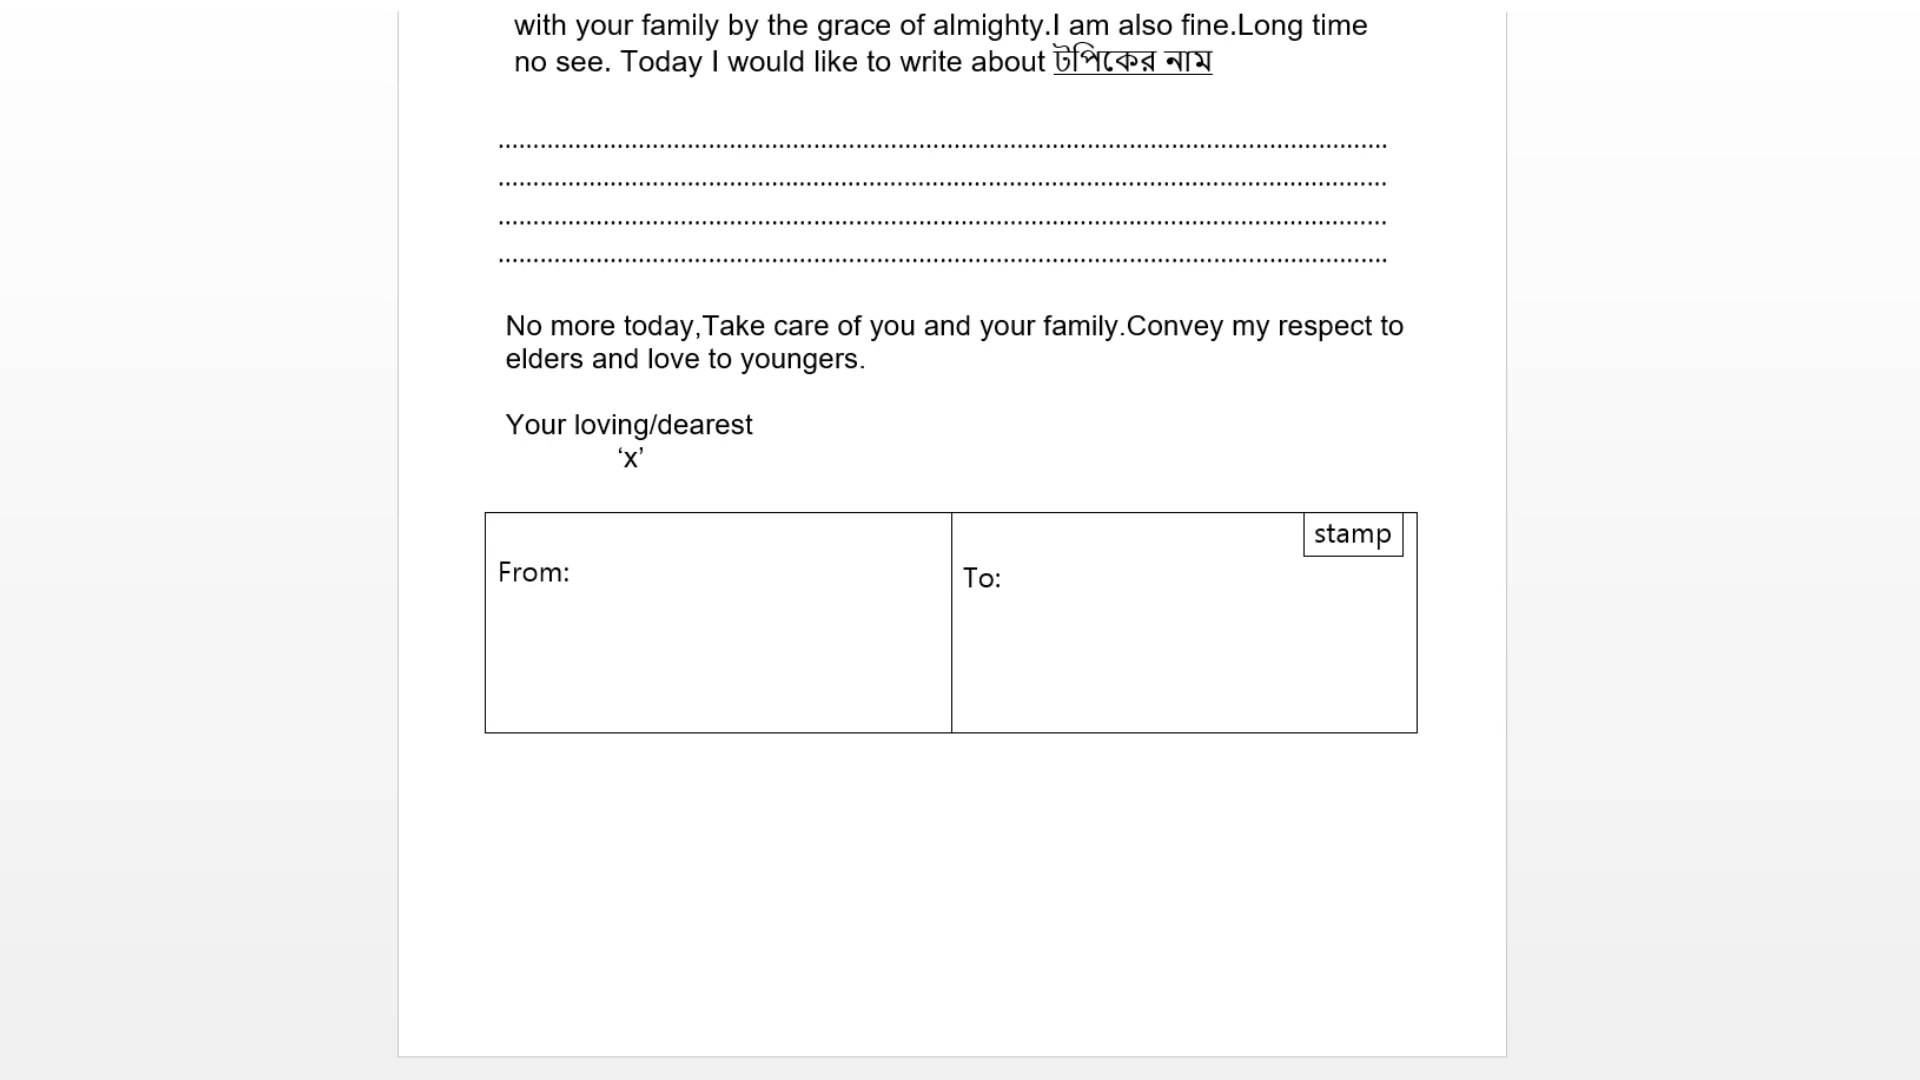 with your family by the grace of almighty.I am also fine.Long time
no see. Today I would like to write about টপিকের নাম
................................................................................................................................
................................................................................................................................
................................................................................................................................
................................................................................................................................
No more today,Take care of you and your family.Convey my respect to
elders and love to youngers.
Your loving/dearest
‘x’
stamp
From:
To: